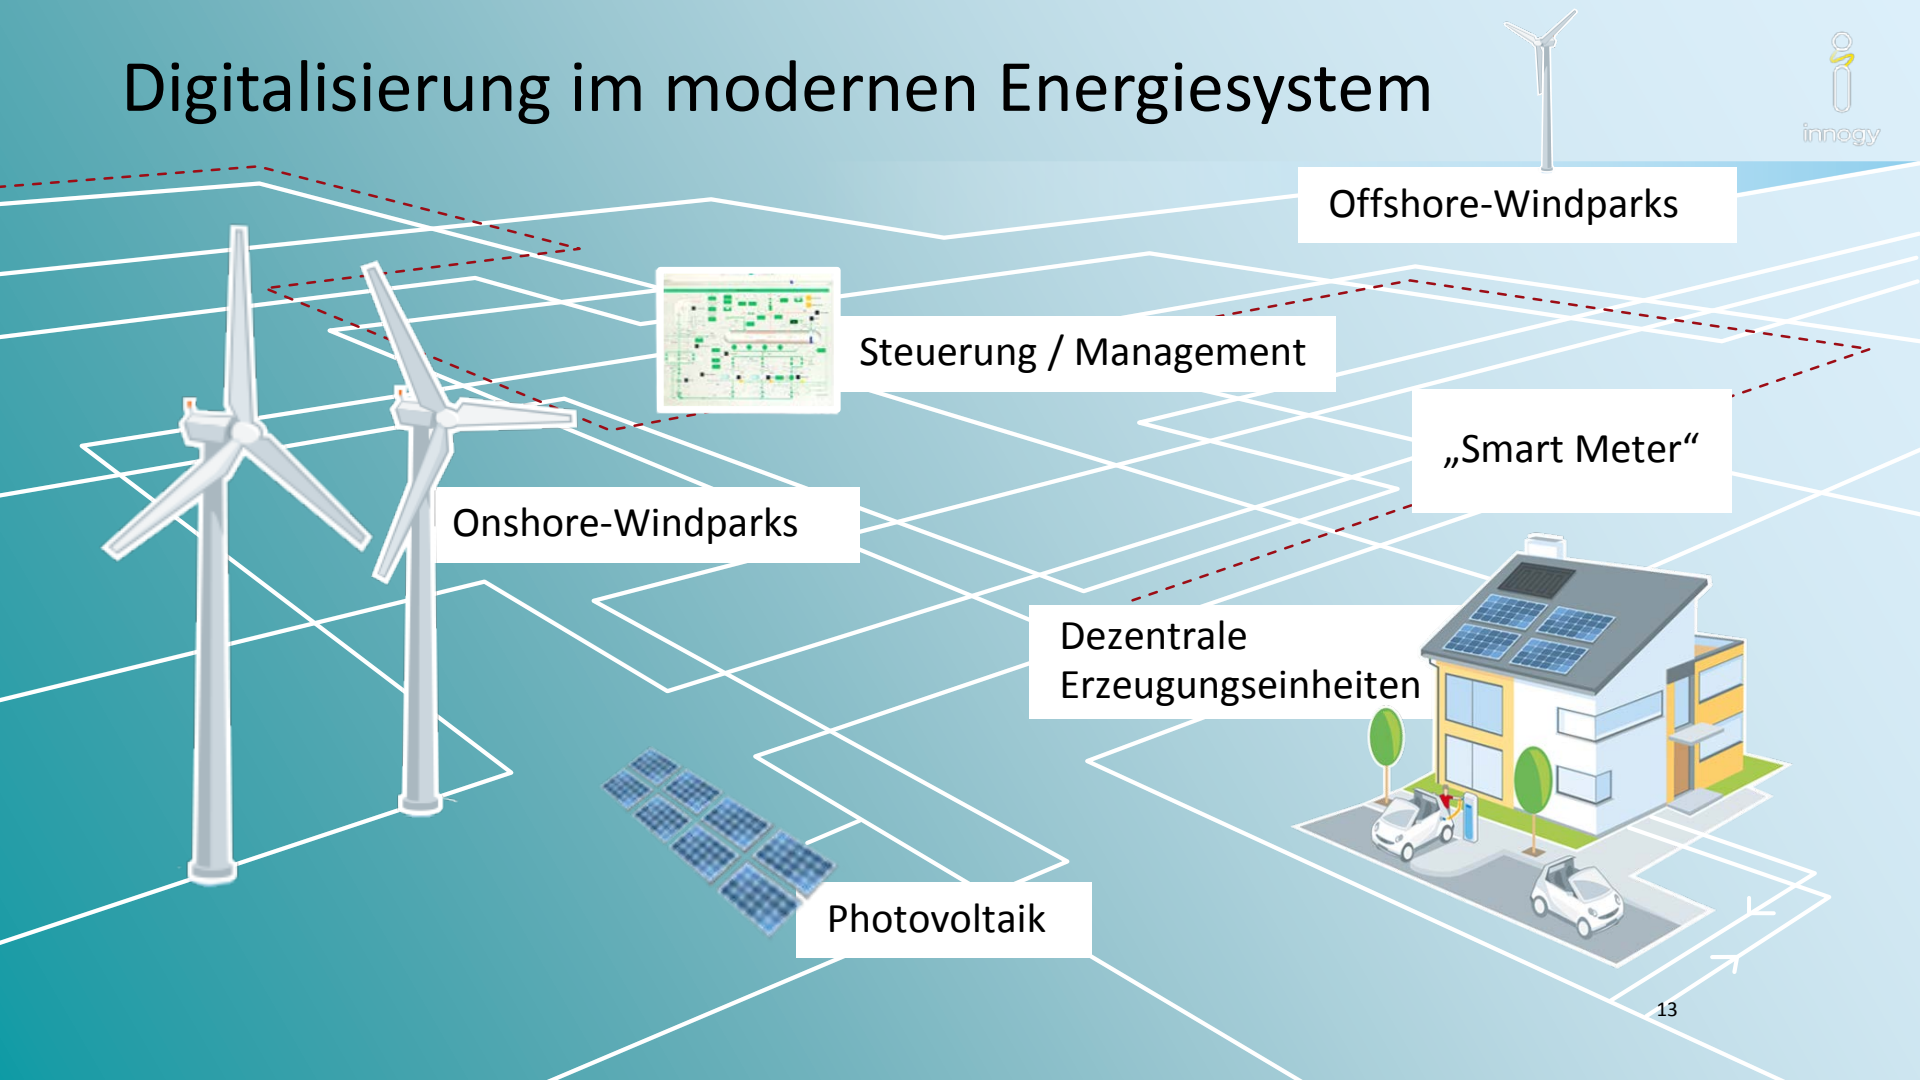 Digitalisierung im modernen Energiesystem
innogy
Offshore-Windparks
Steuerung / Management
„Smart Meter“
Onshore-Windparks
Dezentrale
Erzeugungseinheiten
Photovoltaik
13